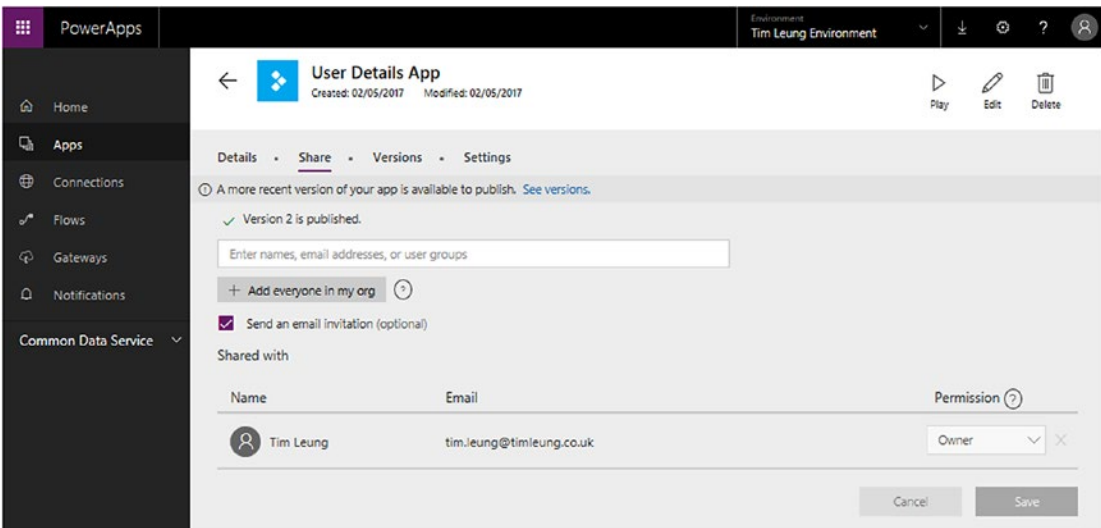 PowerApps
Environment
Tim Leung Environment
?
Home
Apps
Connections
Flows
Gateways
Notifications
Common Data Service
User Details App
Created: 02/05/2017 Modified: 02/05/2017
Play Edit Delete
Details • Share • Versions • Settings
A more recent version of your app is available to publish. See versions.
Version 2 is published.
Enter names, email addresses, or user groups
+ Add everyone in my org ?
Send an email invitation (optional)
Shared with
Name Email Permission ?
Tim Leung tim.leung@timleung.co.uk Owner
Cancel Save